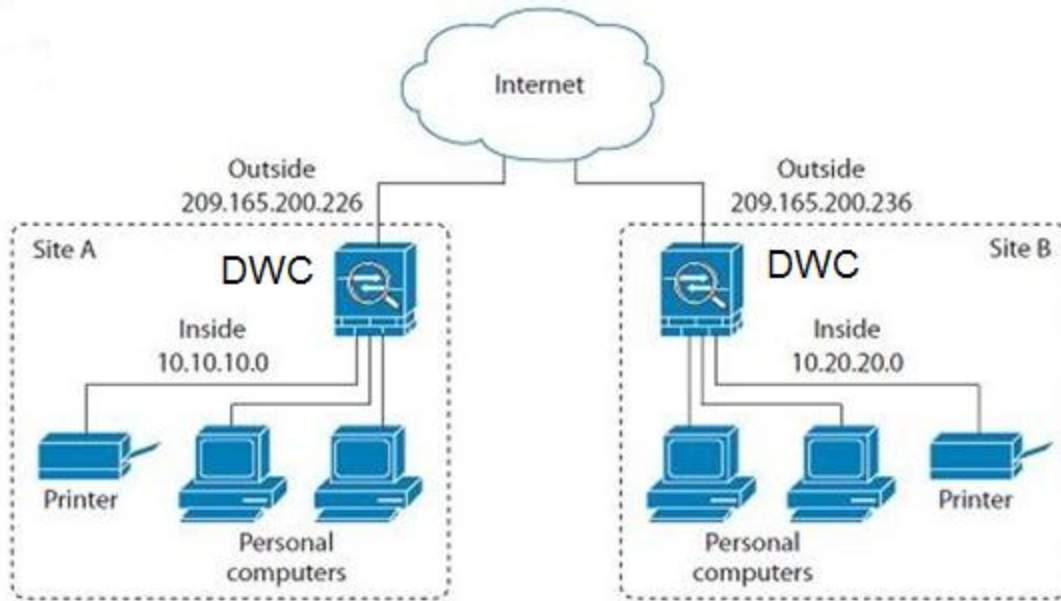 Internet
Outside
209.165.200.226
Outside
209.165.200.236
Site A
DWC
DWC
Site B
Inside
10.10.10.0
Inside
10.20.20.0
Printer
Personal
computers
Personal
computers
Printer